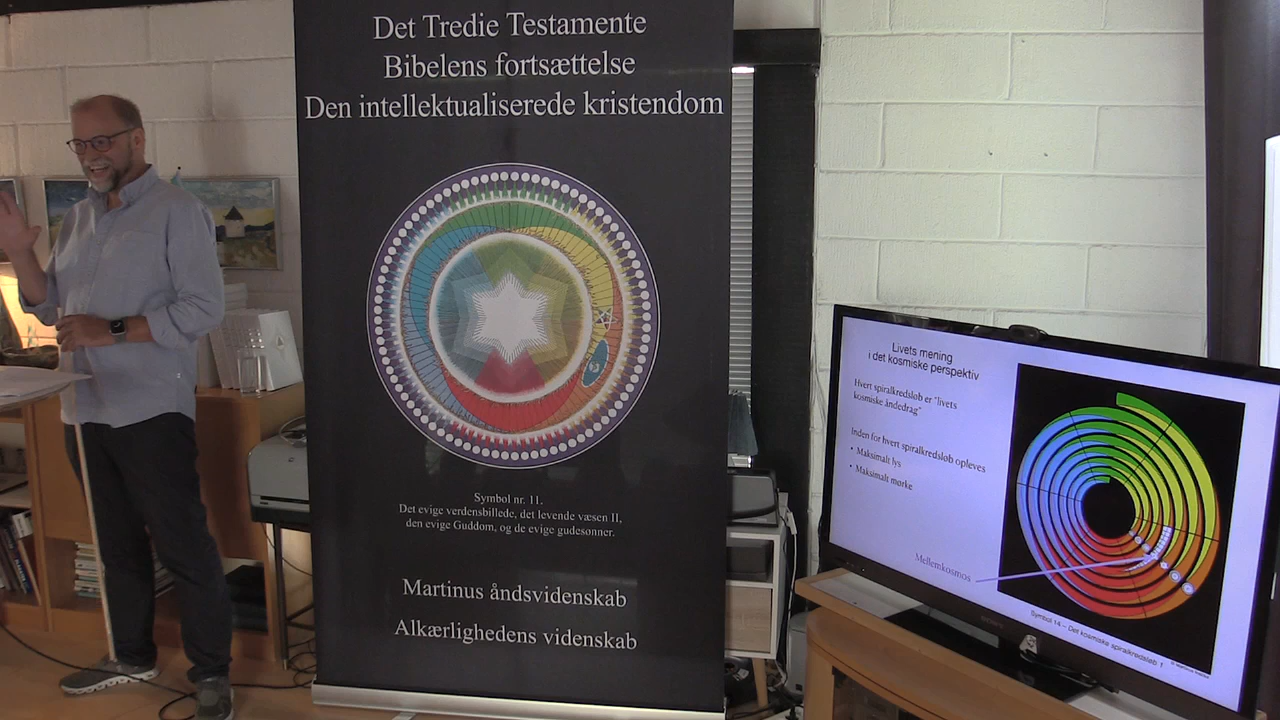 Det Tredie Testamente
Bibelens fortsættelse
Den intellektualiserede kristendom
Symbol nr. 11.
Det evige verdensbillede, det levende væsen II,
den evige Guddom, og de evige gudesønner.
Martinus åndsvidenskab
Alkærlighedens videnskab
Livets mening
i det kosmiske perspektiv
Hvert spiralkredsløb er "livets
kosmiske åndedrag"
Inden for hvert spiralkredsløb opleves
• Maksimalt lys
• Maksimalt mørke
Mellemkosmos
Symbol 14 – Det kosmiske spiralkredsløb 1
SONY